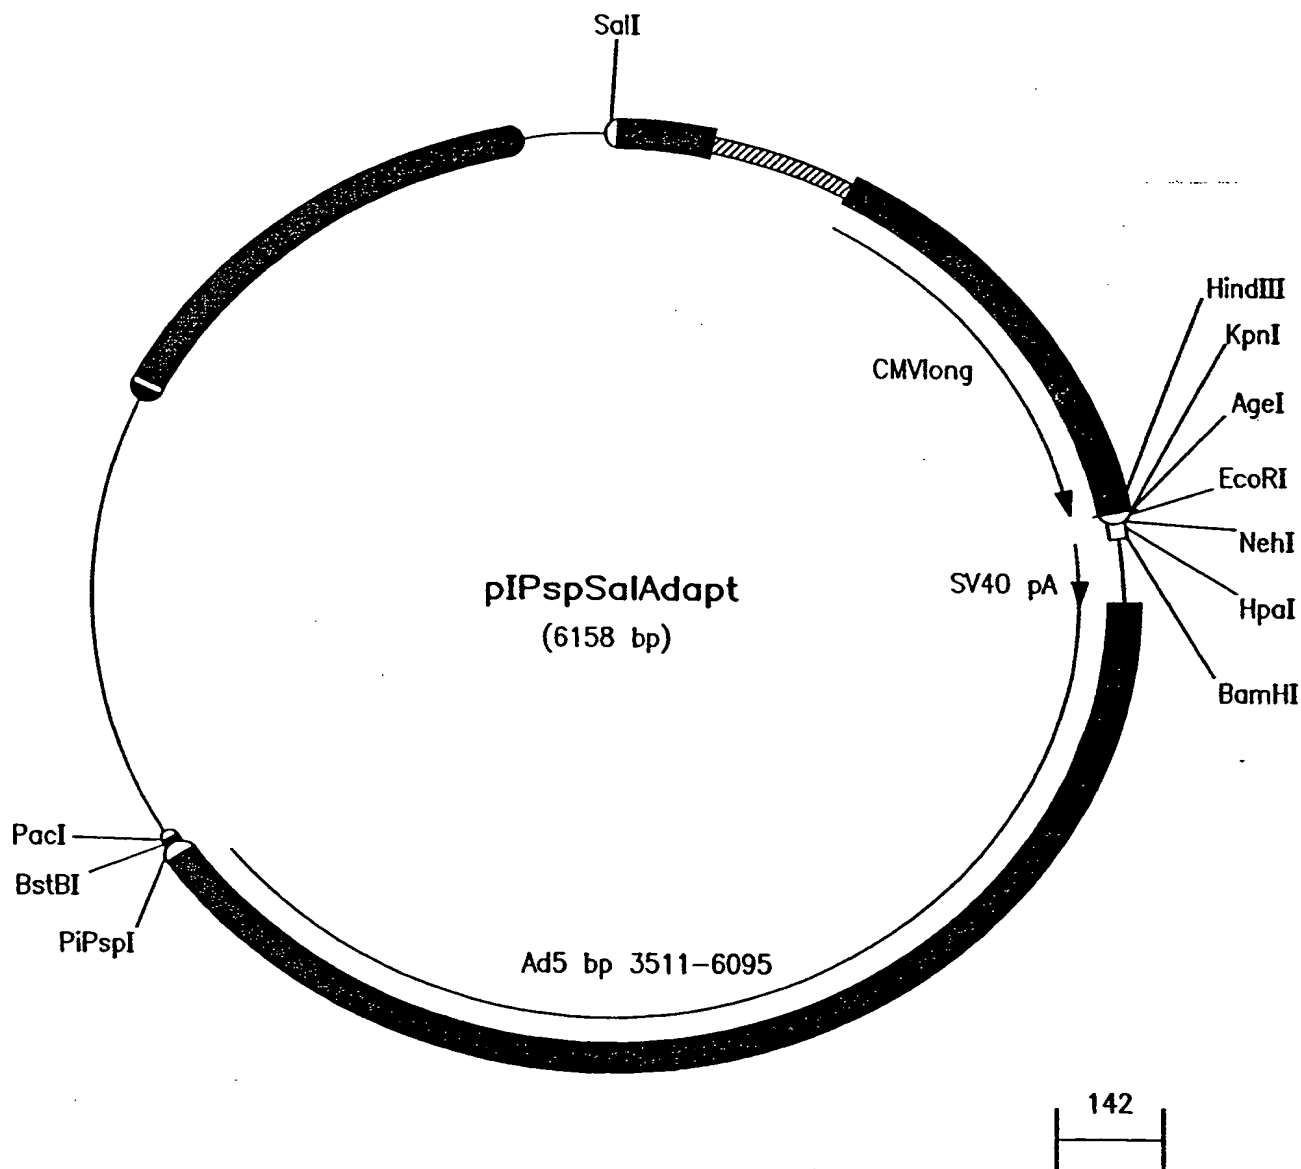 SalI
HindIII
KpnI
AgeI
CMVlong
EcoRI
NehI
SV40 pA
pIPspSalAdapt
HpaI
(6158 bp)
BamHI
PacI
BstBI
PiPspI
Ad5 bp 3511-6095
142